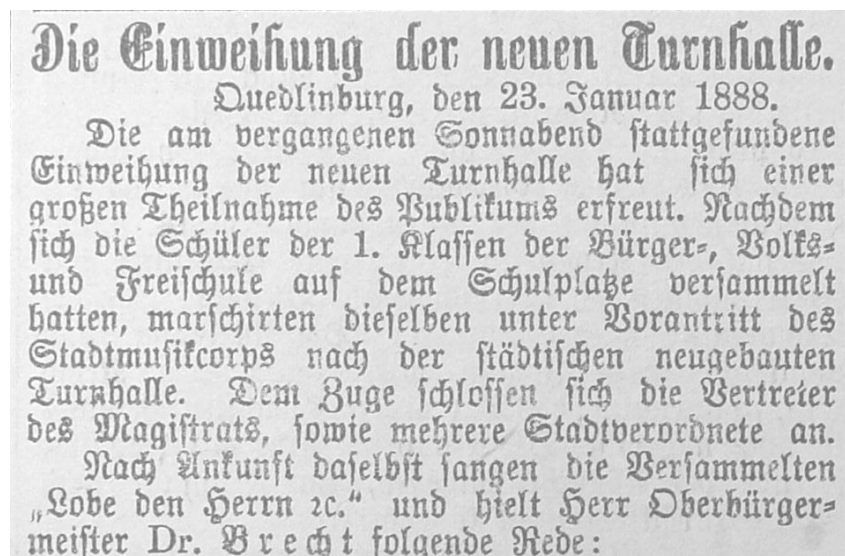 Die Einweihung der neuen Turnhalle.
Quedlinburg, den 23. Januar 1888.
Die am vergangenen Sonnabend stattgefundene
Einweihung der neuen Turnhalle hat sich einer
großen Theilnahme des Publikums erfreut. Nachdem
sich die Schüler der 1. Klassen der Bürger-, Volks-
und Freischule auf dem Schulplatze versammelt
hatten, marschirten dieselben unter Vorantritt des
Stadtmusikcorps nach der städtischen neugebauten
Turnhalle. Dem Zuge schlossen sich die Vertreter
des Magistrats, sowie mehrere Stadtverordnete an.
Nach Ankunft daselbst sangen die Versammelten
„Lobe den Herrn ꝛc.“ und hielt Herr Oberbürger-
meister Dr. Brecht folgende Rede: